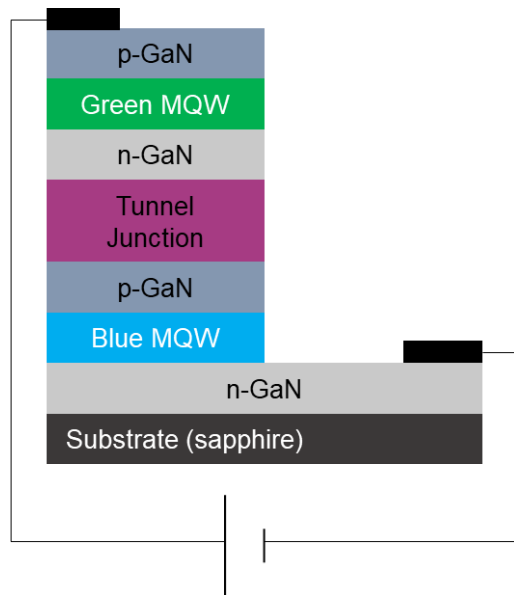 p-GaN
Green MQW
n-GaN
Tunnel
Junction
p-GaN
Blue MQW
n-GaN
Substrate (sapphire)